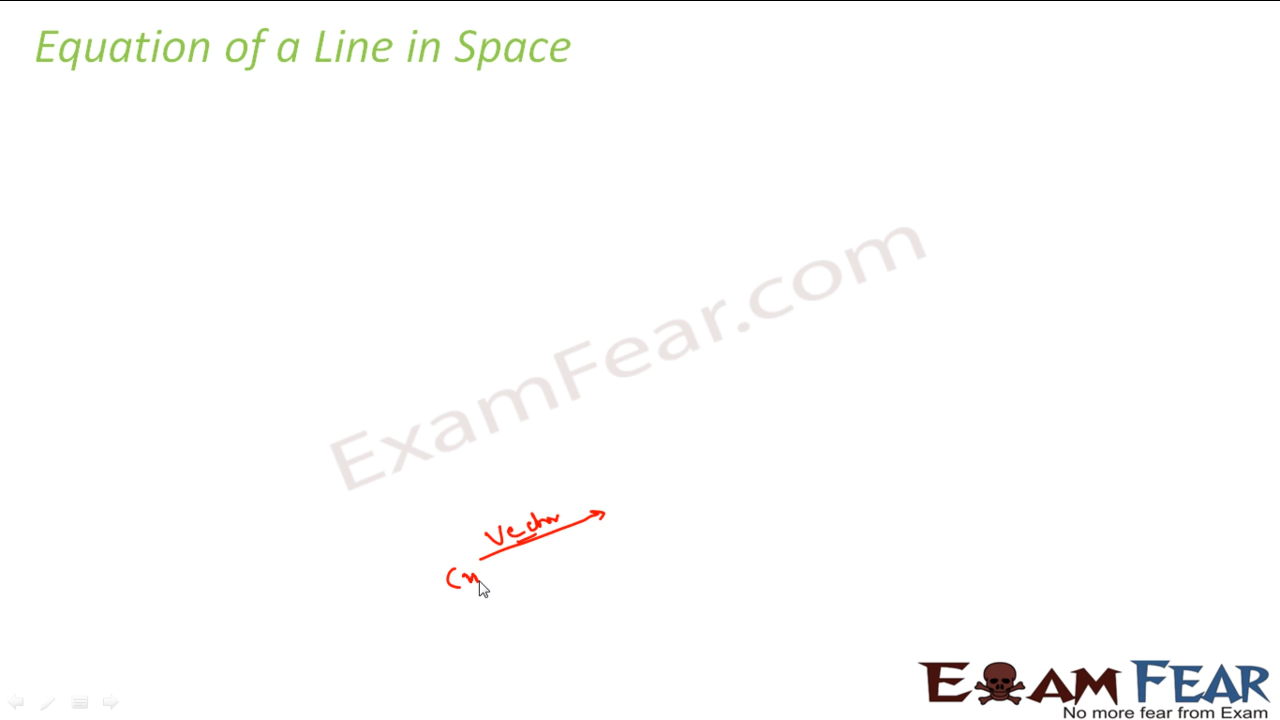 Equation of a Line in Space
ExamFear.com
Vector
(x
EXAM FEAR
No more fear from Exam